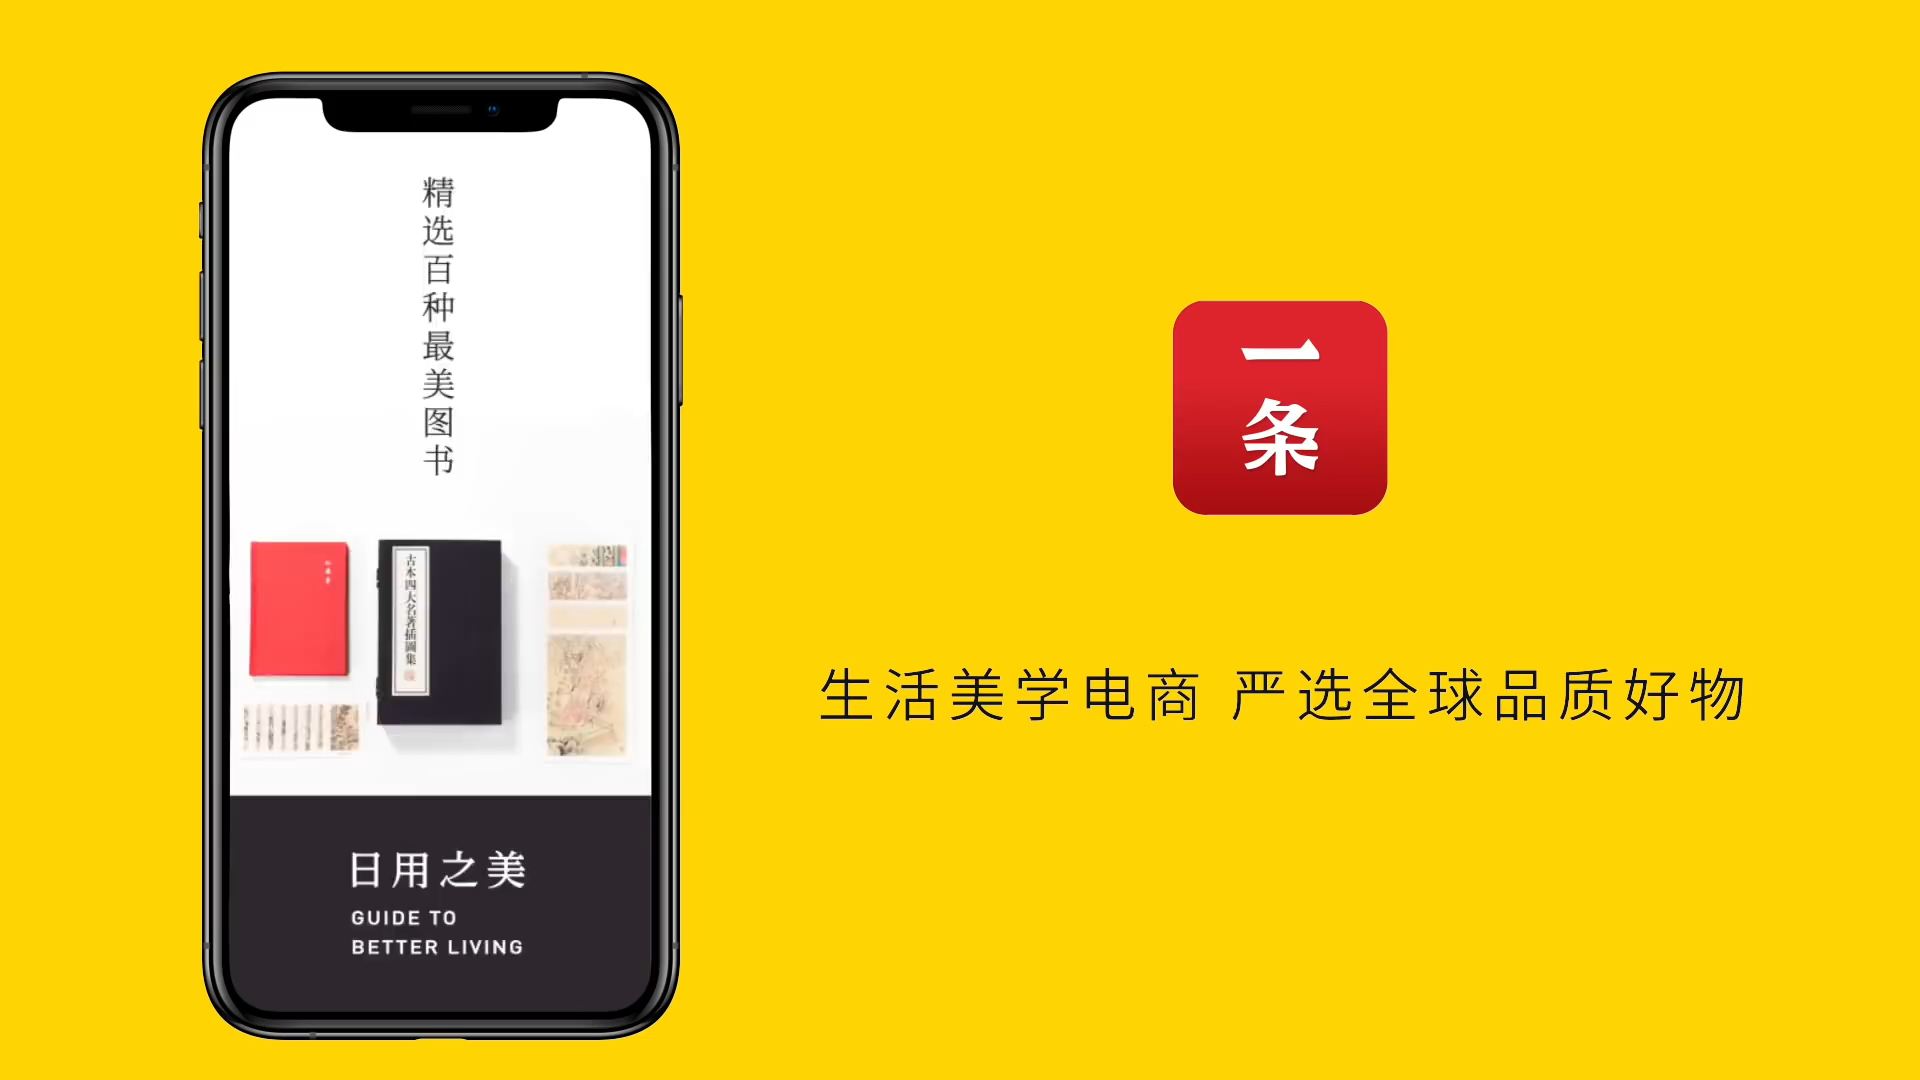 精选百种最美图书
古本四大名著插圖集
日用之美
GUIDE TO
BETTER LIVING
一条
生活美学电商 严选全球品质好物